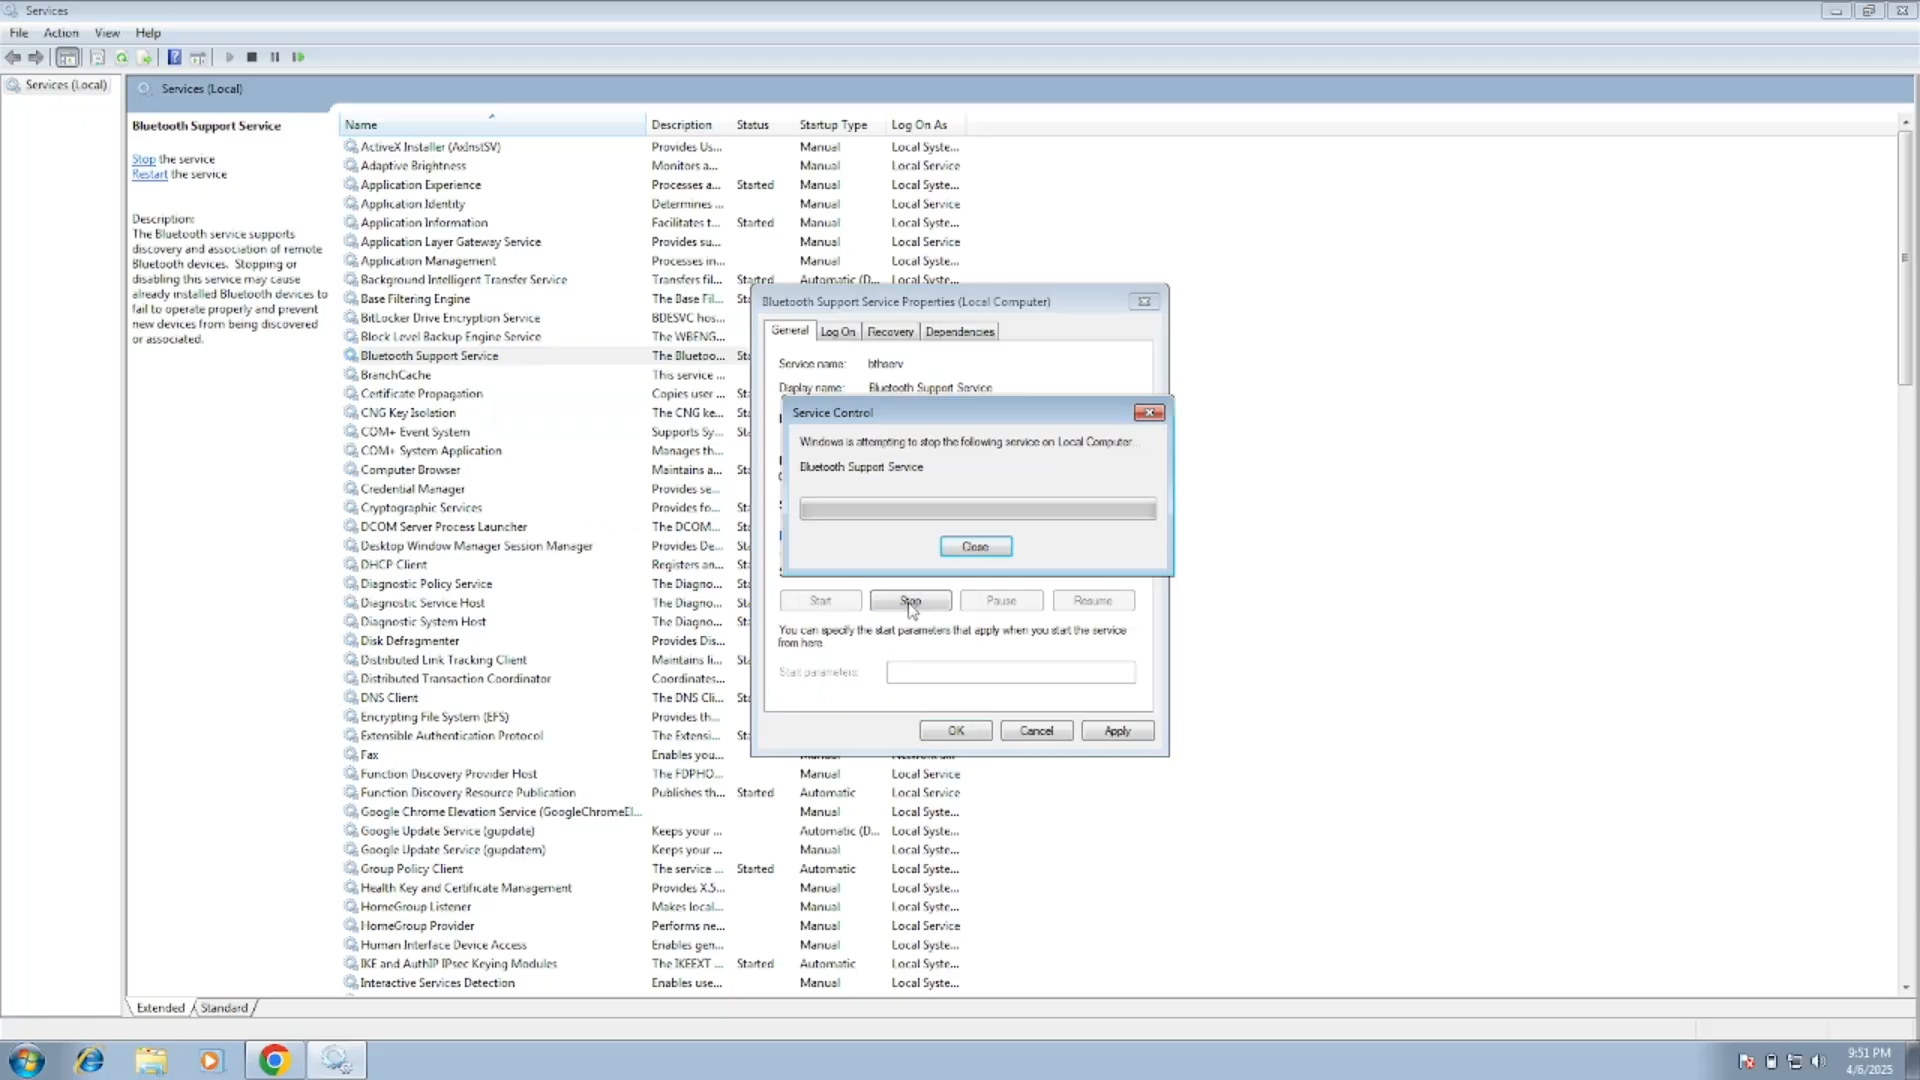 Services
File Action View Help
Services (Local)
Services (Local)
Bluetooth Support Service
Stop the service
Restart the service
Description:
The Bluetooth service supports
discovery and association of remote
Bluetooth devices. Stopping or
disabling this service may cause
already installed Bluetooth devices to
fail to operate properly and prevent
new devices from being discovered
or associated.
Name Description Status Startup Type Log On As
ActiveX Installer (AxInstSV) Provides Us... Manual Local Syste...
Adaptive Brightness Monitors a... Manual Local Service
Application Experience Processes a... Started Manual Local Syste...
Application Identity Determines ... Manual Local Service
Application Information Facilitates t... Started Manual Local Syste...
Application Layer Gateway Service Provides su... Manual Local Service
Application Management Processes in... Manual Local Syste...
Background Intelligent Transfer Service Transfers fil... Started Automatic (D... Local Syste...
Base Filtering Engine The Base Fil...
BitLocker Drive Encryption Service BDESVC hos...
Block Level Backup Engine Service The WBENG...
Bluetooth Support Service The Bluetoo...
BranchCache This service ...
Certificate Propagation Copies user ...
CNG Key Isolation The CNG ke...
COM+ Event System Supports Sy...
COM+ System Application Manages th...
Computer Browser Maintains a...
Credential Manager Provides se...
Cryptographic Services Provides fo...
DCOM Server Process Launcher The DCOM...
Desktop Window Manager Session Manager Provides De...
DHCP Client Registers an...
Diagnostic Policy Service The Diagno...
Diagnostic Service Host The Diagno...
Diagnostic System Host The Diagno...
Disk Defragmenter Provides Dis...
Distributed Link Tracking Client Maintains li...
Distributed Transaction Coordinator Coordinates...
DNS Client The DNS Cli...
Encrypting File System (EFS) Provides th...
Extensible Authentication Protocol The Extensi...
Fax Enables you...
Function Discovery Provider Host The FDPHO... Manual Local Service
Function Discovery Resource Publication Publishes th... Started Automatic Local Service
Google Chrome Elevation Service (GoogleChromeEl... Manual Local Syste...
Google Update Service (gupdate) Keeps your ... Automatic (D... Local Syste...
Google Update Service (gupdatem) Keeps your ... Manual Local Syste...
Group Policy Client The service ... Started Automatic Local Syste...
Health Key and Certificate Management Provides X.5... Manual Local Syste...
HomeGroup Listener Makes local... Manual Local Syste...
HomeGroup Provider Performs ne... Manual Local Service
Human Interface Device Access Enables gen... Manual Local Syste...
IKE and AuthIP IPsec Keying Modules The IKEEXT ... Started Automatic Local Syste...
Interactive Services Detection Enables use... Manual Local Syste...
Bluetooth Support Service Properties (Local Computer)
General Log On Recovery Dependencies
Service name: bthserv
Display name: Bluetooth Support Service
Service Control
Windows is attempting to stop the following service on Local Computer...
Bluetooth Support Service
Close
Start Stop Pause Resume
You can specify the start parameters that apply when you start the service
from here.
Start parameters:
OK Cancel Apply
Extended Standard
9:51 PM
4/6/2025